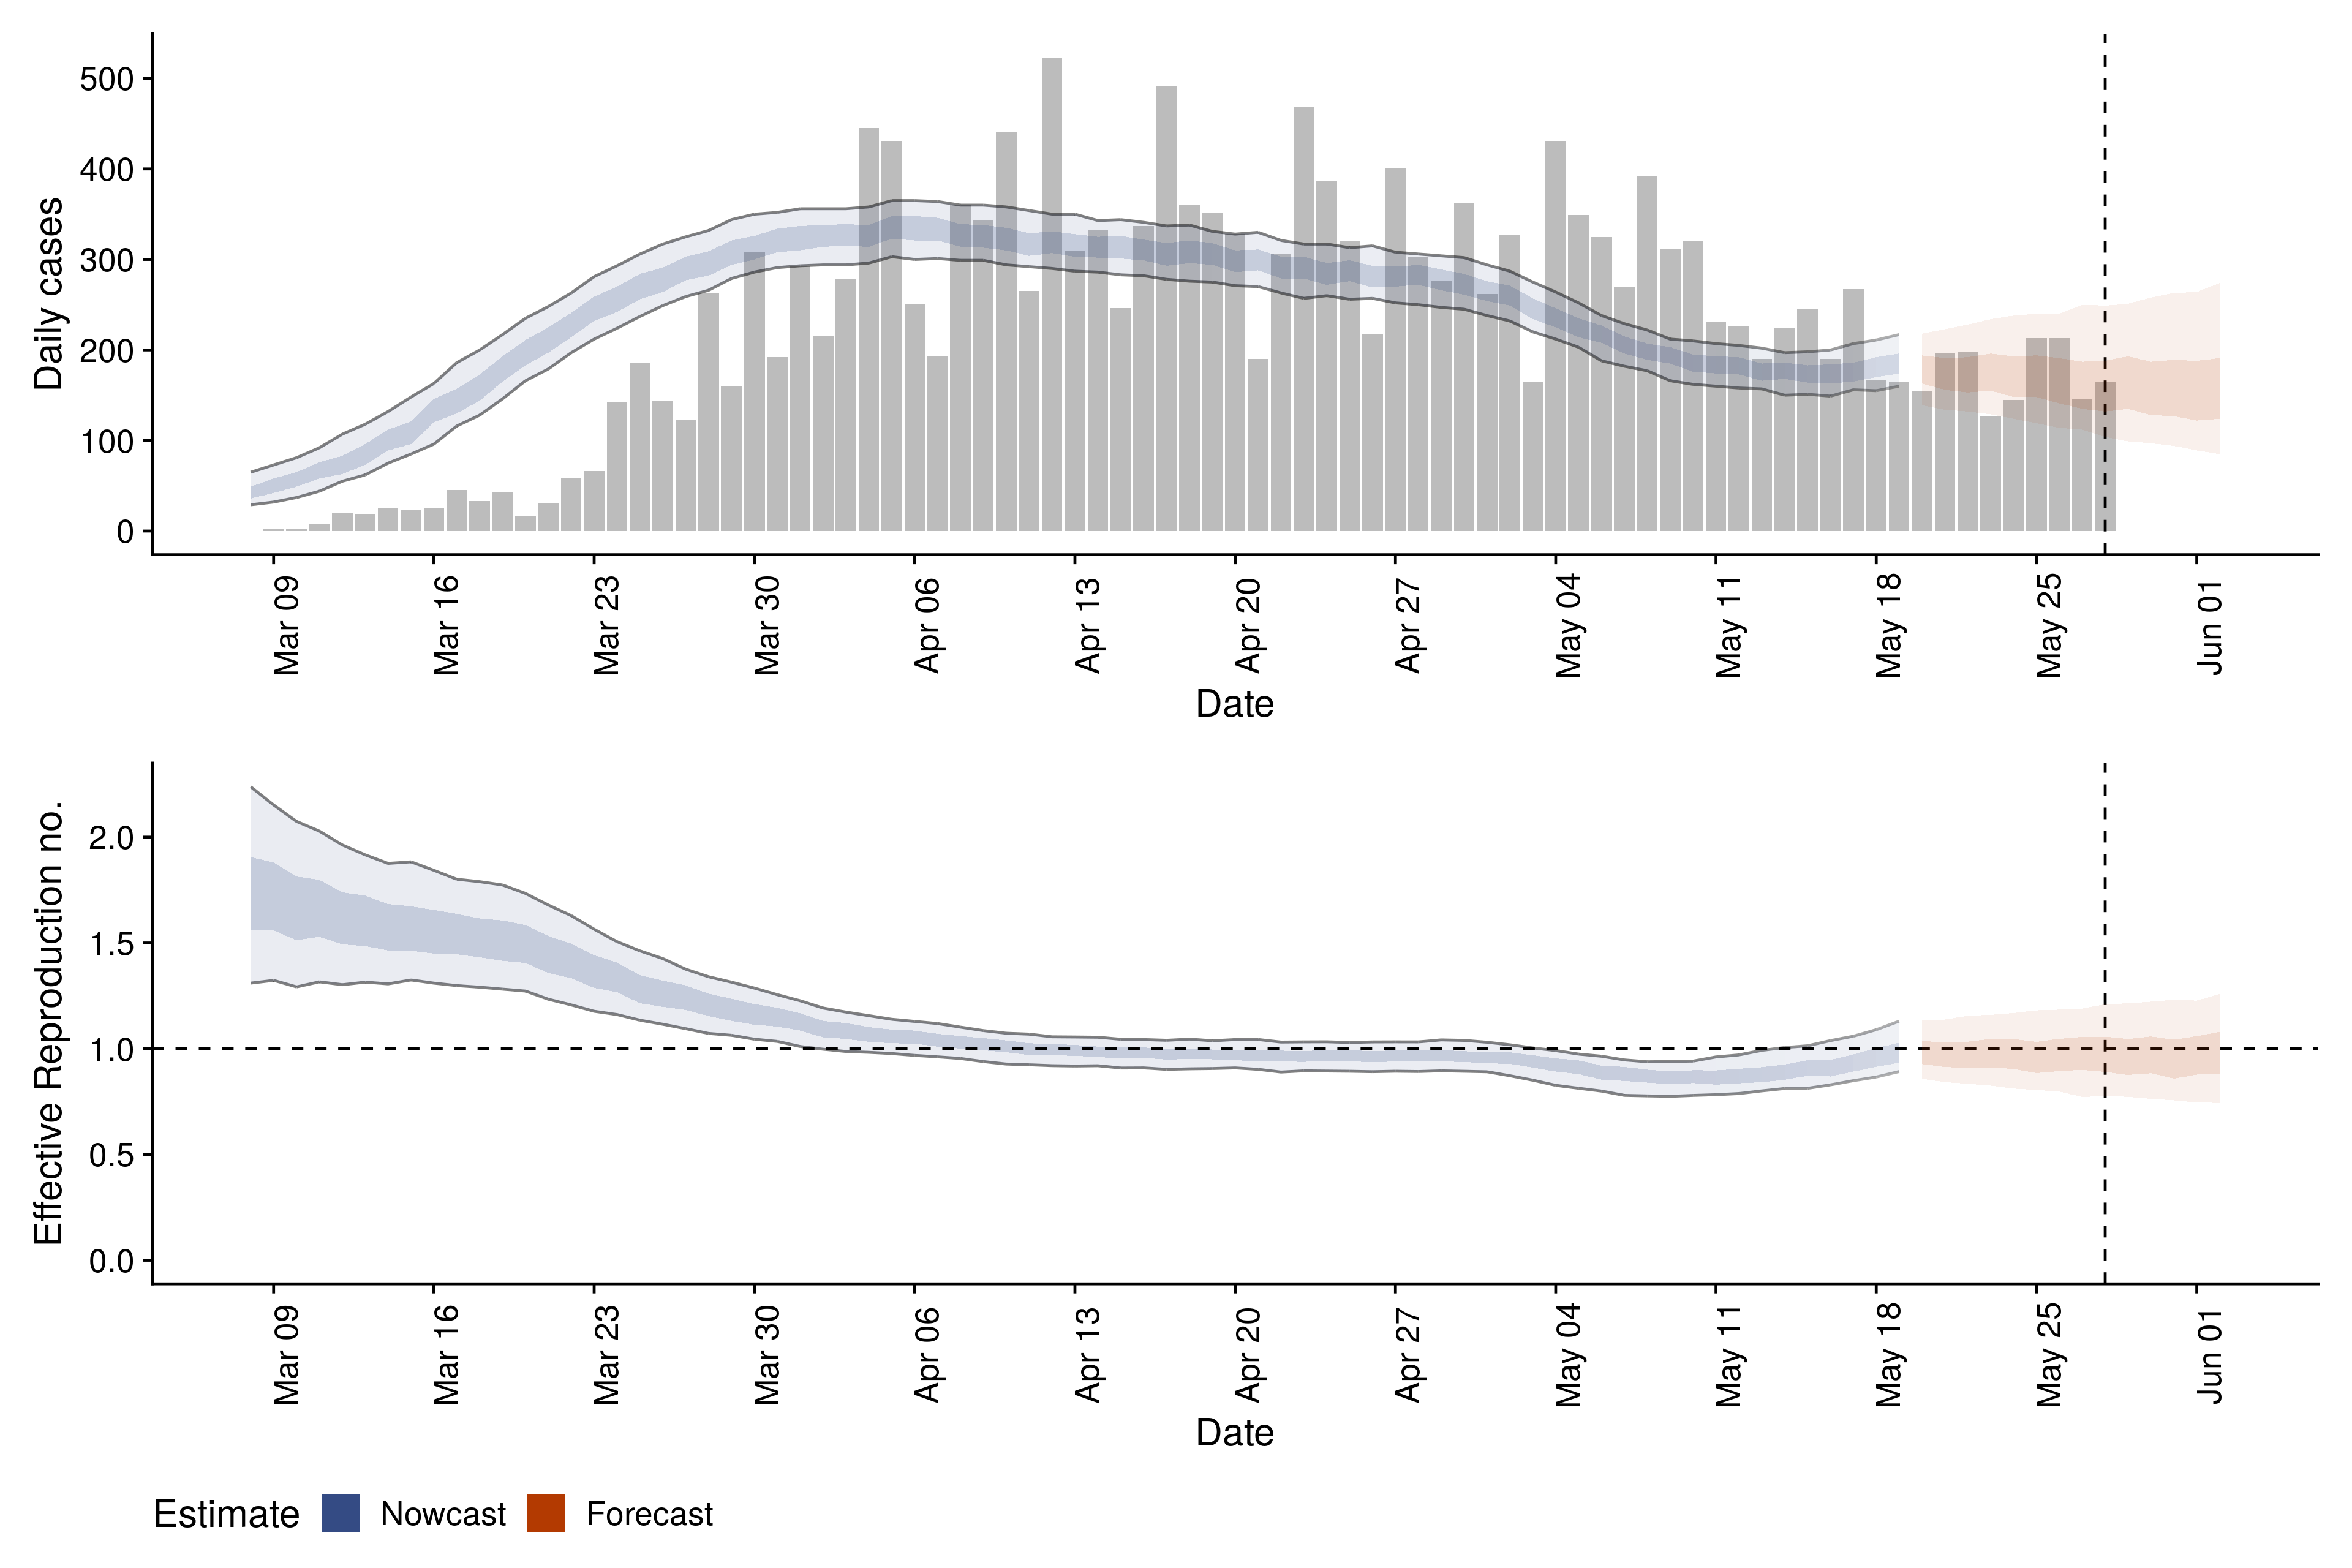 Daily cases
500
400
300
200
100
0
Mar 09
Mar 16
Mar 23
Mar 30
Apr 06
Apr 13
Apr 20
Apr 27
May 04
May 11
May 18
May 25
Jun 01
Date
Effective Reproduction no.
2.0
1.5
1.0
0.5
0.0
Mar 09
Mar 16
Mar 23
Mar 30
Apr 06
Apr 13
Apr 20
Apr 27
May 04
May 11
May 18
May 25
Jun 01
Date
Estimate Nowcast Forecast